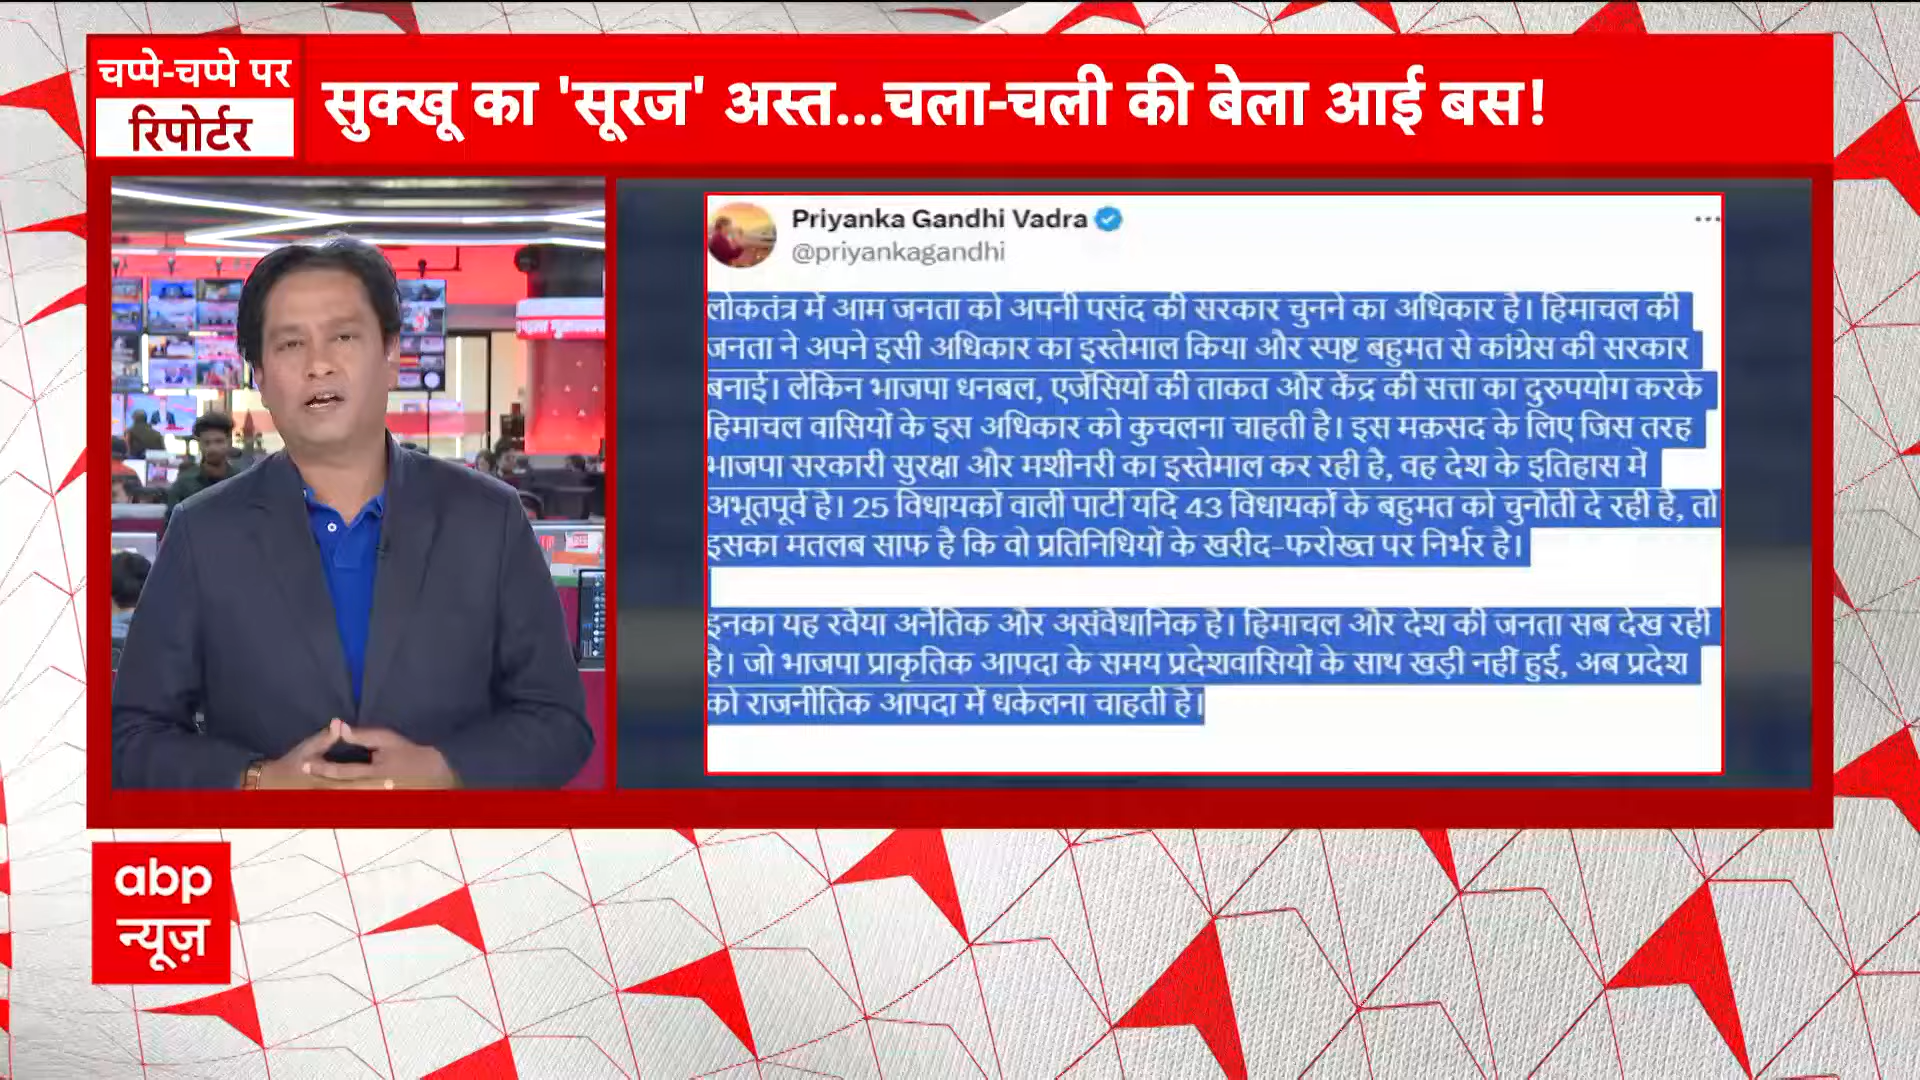 चप्पे-चप्पे पर
रिपोर्टर
सुक्खू का 'सूरज' अस्त...चला-चली की बेला आई बस!
Priyanka Gandhi Vadra
@priyankagandhi
लोकतंत्र में आम जनता को अपनी पसंद की सरकार चुनने का अधिकार है। हिमाचल की
जनता ने अपने इसी अधिकार का इस्तेमाल किया और स्पष्ट बहुमत से कांग्रेस की सरकार
बनाई। लेकिन भाजपा धनबल, एजेंसियों की ताकत और केंद्र की सत्ता का दुरुपयोग करके
हिमाचल वासियों के इस अधिकार को कुचलना चाहती है। इस मक़सद के लिए जिस तरह
भाजपा सरकारी सुरक्षा और मशीनरी का इस्तेमाल कर रही है, वह देश के इतिहास में
अभूतपूर्व है। 25 विधायकों वाली पार्टी यदि 43 विधायकों के बहुमत को चुनौती दे रही है, तो
इसका मतलब साफ है कि वो प्रतिनिधियों के खरीद-फरोख्त पर निर्भर है।
इनका यह रवैया अनैतिक और असंवैधानिक है। हिमाचल और देश की जनता सब देख रही
है। जो भाजपा प्राकृतिक आपदा के समय प्रदेशवासियों के साथ खड़ी नहीं हुई, अब प्रदेश
को राजनीतिक आपदा में धकेलना चाहती है।
abp
न्यूज़